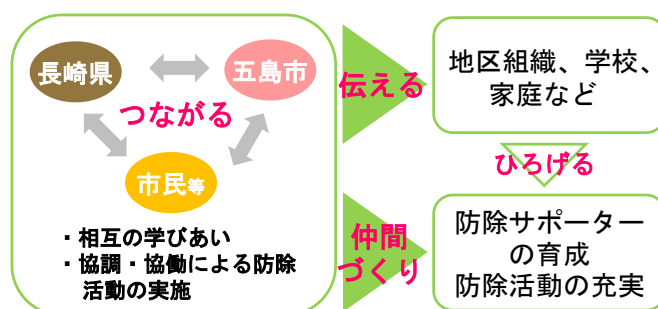 長崎県
五島市
つながる
市民等
・相互の学びあい
・協調・協働による防除
活動の実施
伝える
地区組織、学校、
家庭など
ひろげる
仲間
づくり
防除サポーター
の育成
防除活動の充実